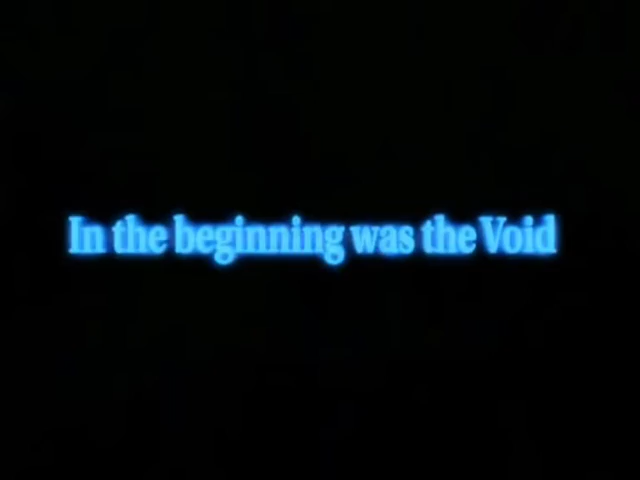 In the beginning was the Void